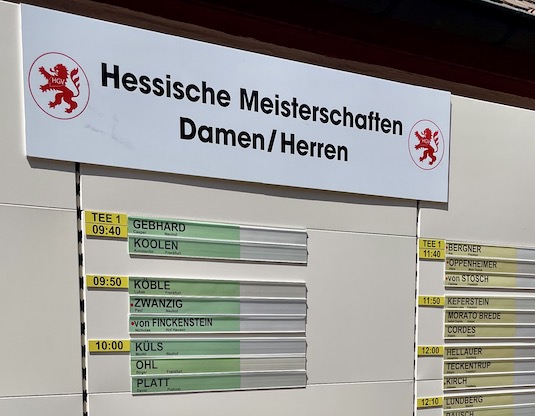 HGV
Hessische Meisterschaften
Damen/Herren
TEE 1
09:40
GEBHARD
KOOLEN
09:50
KÖBLE
ZWANZIG
von FINCKENSTEIN
10:00
KÜLS
OHL
PLATT
TEE 1
11:40
BERGNER
OPPENHEIMER
von STOSCH
11:50
KEFERSTEIN
MORATO BREDE
CORDES
12:00
HELLAUER
TECKENTRUP
KIRCH
12:10
LUNDBERG